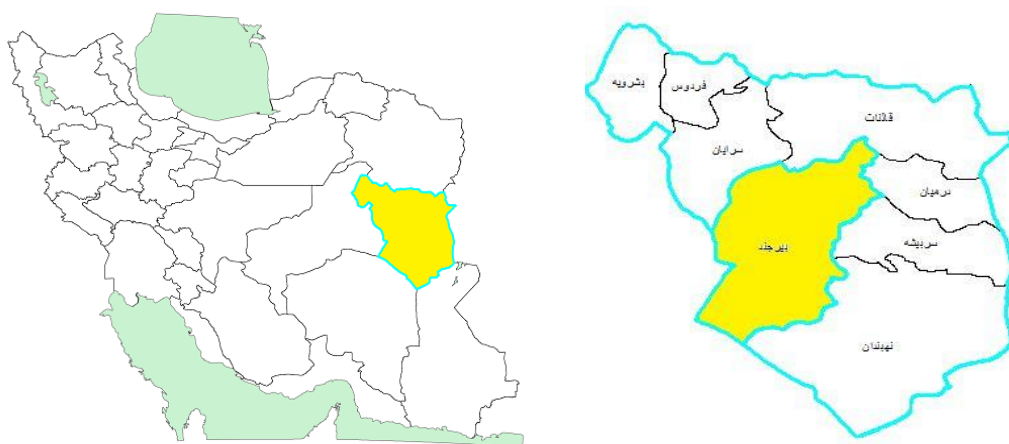 بشرویه
فردوس
قائنات
سرایان
درمیان
سربیشه
بیرجند
نهبندان